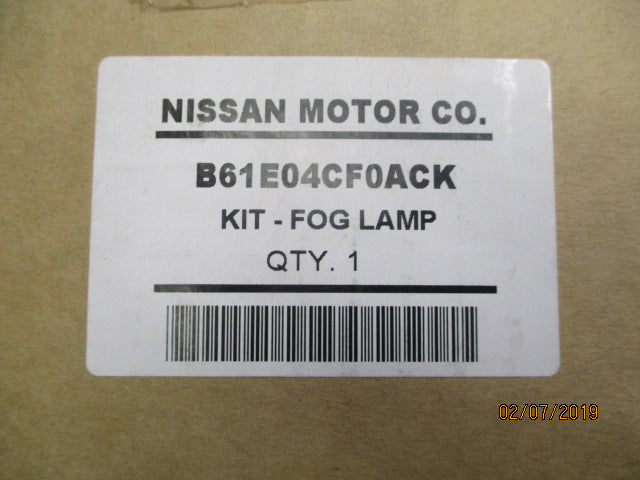 NISSAN MOTOR CO.
B61E04CF0ACK
KIT - FOG LAMP
QTY. 1
02/07/2019